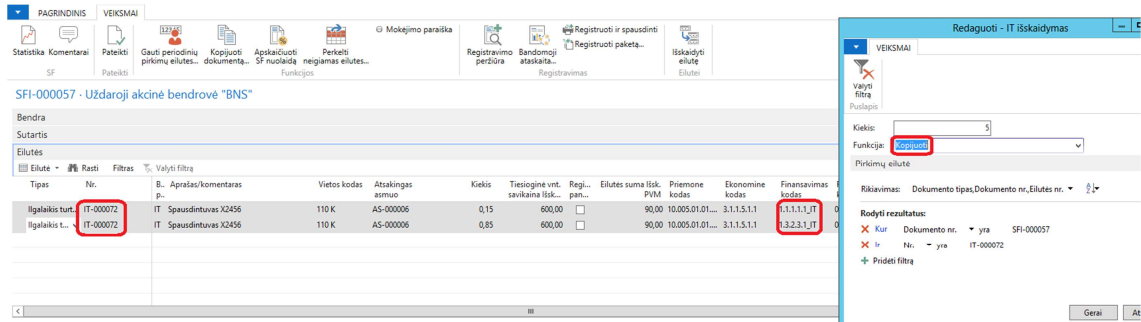 PAGRINDINIS VEIKSMAI
Statistika Komentarai
SF
Pateikti
Pateikti
Gauti periodinių pirkimų eilutes...
Kopijuoti dokumentą...
Apskaičiuoti SF nuolaidą
Perkelti neigiamas eilutes...
Mokėjimo paraiška
Funkcijos
Registravimo peržiūra
Bandomoji ataskaita...
Registruoti ir spausdinti
Registruoti paketą...
Registravimas
Išskaidyti eilutę
Eilutei
SFI-000057 · Uždaroji akcinė bendrovė "BNS"
Bendra
Sutartis
Eilutės
Eilutė Rasti Filtras Valyti filtrą
Tipas Nr. B.. p.. Aprašas/komentaras Vietos kodas Atsakingas asmuo Kiekis Tiesioginė vnt. savikaina Išsk... Regi... pan... Eilutės suma Išsk. PVM Priemone kodas Ekonomine kodas Finansavimas kodas
Ilgalaikis turt... IT-000072 IT Spausdintuvas X2456 110 K AS-000006 0,15 600,00 90,00 10.005.01.01.... 3.1.1.5.1.1 1.1.1.1.1_IT
Ilgalaikis t... IT-000072 IT Spausdintuvas X2456 110 K AS-000006 0,85 600,00 90,00 10.005.01.01.... 3.1.1.5.1.1 1.3.2.3.1_IT
Redaguoti - IT išskaidymas
VEIKSMAI
Valyti filtrą
Puslapis
Kiekis: 5
Funkcija: Kopijuoti
Pirkimų eilutė
Rikiavimas: Dokumento tipas,Dokumento nr.,Eilutės nr.
Rodyti rezultatus:
Kur Dokumento nr. yra SFI-000057
Ir Nr. yra IT-000072
Pridėti filtrą
Gerai